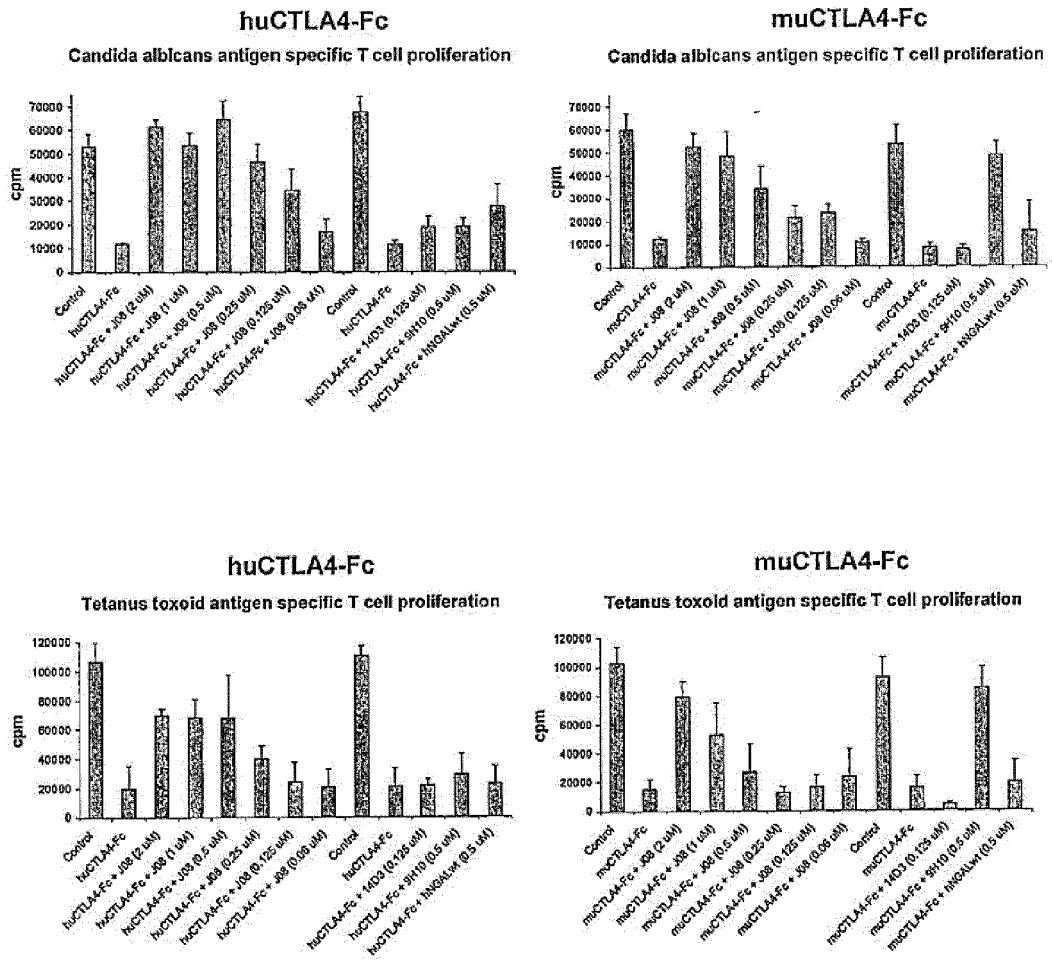 huCTLA4-Fc
Candida albicans antigen specific T cell proliferation
cpm
70000
60000
50000
40000
30000
20000
10000
0
Control
huCTLA4-Fc
huCTLA4-Fc + J08 (2 uM)
huCTLA4-Fc + J08 (1 uM)
huCTLA4-Fc + J08 (0.5 uM)
huCTLA4-Fc + J08 (0.25 uM)
huCTLA4-Fc + J08 (0.125 uM)
huCTLA4-Fc + J08 (0.06 uM)
Control
huCTLA4-Fc
huCTLA4-Fc + 14D3 (0.125 uM)
huCTLA4-Fc + 9H10 (0.5 uM)
huCTLA4-Fc + hNGALwt (0.5 uM)
muCTLA4-Fc
Candida albicans antigen specific T cell proliferation
cpm
70000
60000
50000
40000
30000
20000
10000
0
Control
muCTLA4-Fc
muCTLA4-Fc + J08 (2 uM)
muCTLA4-Fc + J08 (1 uM)
muCTLA4-Fc + J08 (0.5 uM)
muCTLA4-Fc + J08 (0.25 uM)
muCTLA4-Fc + J08 (0.125 uM)
muCTLA4-Fc + J08 (0.06 uM)
Control
muCTLA4-Fc
muCTLA4-Fc + 14D3 (0.125 uM)
muCTLA4-Fc + 9H10 (0.5 uM)
muCTLA4-Fc + hNGALwt (0.5 uM)
huCTLA4-Fc
Tetanus toxoid antigen specific T cell proliferation
cpm
120000
100000
80000
60000
40000
20000
0
Control
huCTLA4-Fc
huCTLA4-Fc + J08 (2 uM)
huCTLA4-Fc + J08 (1 uM)
huCTLA4-Fc + J08 (0.5 uM)
huCTLA4-Fc + J08 (0.25 uM)
huCTLA4-Fc + J08 (0.125 uM)
huCTLA4-Fc + J08 (0.06 uM)
Control
huCTLA4-Fc
huCTLA4-Fc + 14D3 (0.125 uM)
huCTLA4-Fc + 9H10 (0.5 uM)
huCTLA4-Fc + hNGALwt (0.5 uM)
muCTLA4-Fc
Tetanus toxoid antigen specific T cell proliferation
cpm
120000
100000
80000
60000
40000
20000
0
Control
muCTLA4-Fc
muCTLA4-Fc + J08 (2 uM)
muCTLA4-Fc + J08 (1 uM)
muCTLA4-Fc + J08 (0.5 uM)
muCTLA4-Fc + J08 (0.25 uM)
muCTLA4-Fc + J08 (0.125 uM)
muCTLA4-Fc + J08 (0.06 uM)
Control
muCTLA4-Fc
muCTLA4-Fc + 14D3 (0.125 uM)
muCTLA4-Fc + 9H10 (0.5 uM)
muCTLA4-Fc + hNGALwt (0.5 uM)